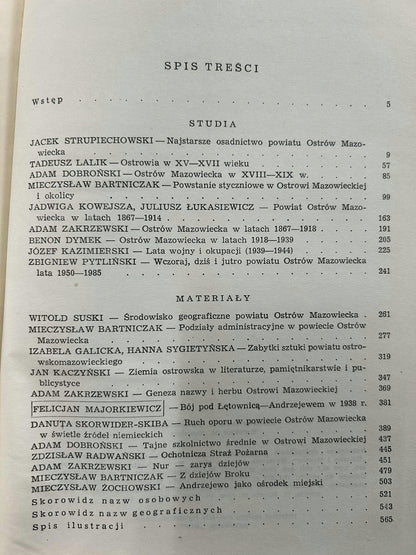 SPIS TREŚCI
Wstęp . . . . . . . . . . 5
STUDIA
JACEK STRUPIECHOWSKI — Najstarsze osadnictwo powiatu Ostrów Mazo-
wiecka . . . . . . . . . . 9
TADEUSZ LALIK — Ostrowia w XV—XVII wieku . . . . 57
ADAM DOBROŃSKI — Ostrów Mazowiecka w XVIII—XIX w. . 85
MIECZYSŁAW BARTNICZAK — Powstanie styczniowe w Ostrowi Mazowieckiej
i okolicy . . . . . . . . . . 99
JADWIGA KOWEJSZA, JULIUSZ ŁUKASIEWICZ — Powiat Ostrów Mazo-
wiecka w latach 1867—1914 . . . . . . 163
ADAM ZAKRZEWSKI — Ostrów Mazowiecka w latach 1867—1918 . 191
BENON DYMEK — Ostrów Mazowiecka w latach 1918—1939 . . 205
JÓZEF KAZIMIERSKI — Lata wojny i okupacji (1939—1944) . . 225
ZBIGNIEW PYTLIŃSKI — Wczoraj, dziś i jutro powiatu Ostrów Mazowiecka
lata 1950—1985 . . . . . . . . 241
MATERIAŁY
WITOLD SUSKI — Środowisko geograficzne powiatu Ostrów Mazowiecka . 261
MIECZYSŁAW BARTNICZAK — Podziały administracyjne w powiecie Ostrów
Mazowiecka . . . . . . . . . . 277
IZABELA GALICKA, HANNA SYGIETYŃSKA — Zabytki sztuki powiatu ostro-
wskomazowieckiego . . . . . . . . 319
JAN KACZYŃSKI — Ziemia ostrowska w literaturze, pamiętnikarstwie i pu-
blicystyce . . . . . . . . . . 347
ADAM ZAKRZEWSKI — Geneza nazwy i herbu Ostrowi Mazowieckiej
FELICJAN MAJORKIEWICZ — Bój pod Łętownicą—Andrzejewem w 1938 r. 381
DANUTA SKORWIDER-SKIBA — Ruch oporu w powiecie Ostrów Mazowiecka
w świetle źródeł niemieckich . . . . . . 389
ADAM DOBROŃSKI — Tajne szkolnictwo średnie w Ostrowi Mazowieckiej 437
ZDZISŁAW RADWAŃSKI — Ochotnicza Straż Pożarna . . . 445
ADAM ZAKRZEWSKI — Nur — zarys dziejów . . . . 451
MIECZYSŁAW BARTNICZAK — Z dziejów Broku . . . . 479
MIECZYSŁAW ŻOCHOWSKI — Andrzejewo jako ośrodek miejski . . 503
Skorowidz nazw osobowych . . . . . . . 521
Skorowidz nazw geograficznych . . . . . . 543
Spis ilustracji . . . . . . . . . 565